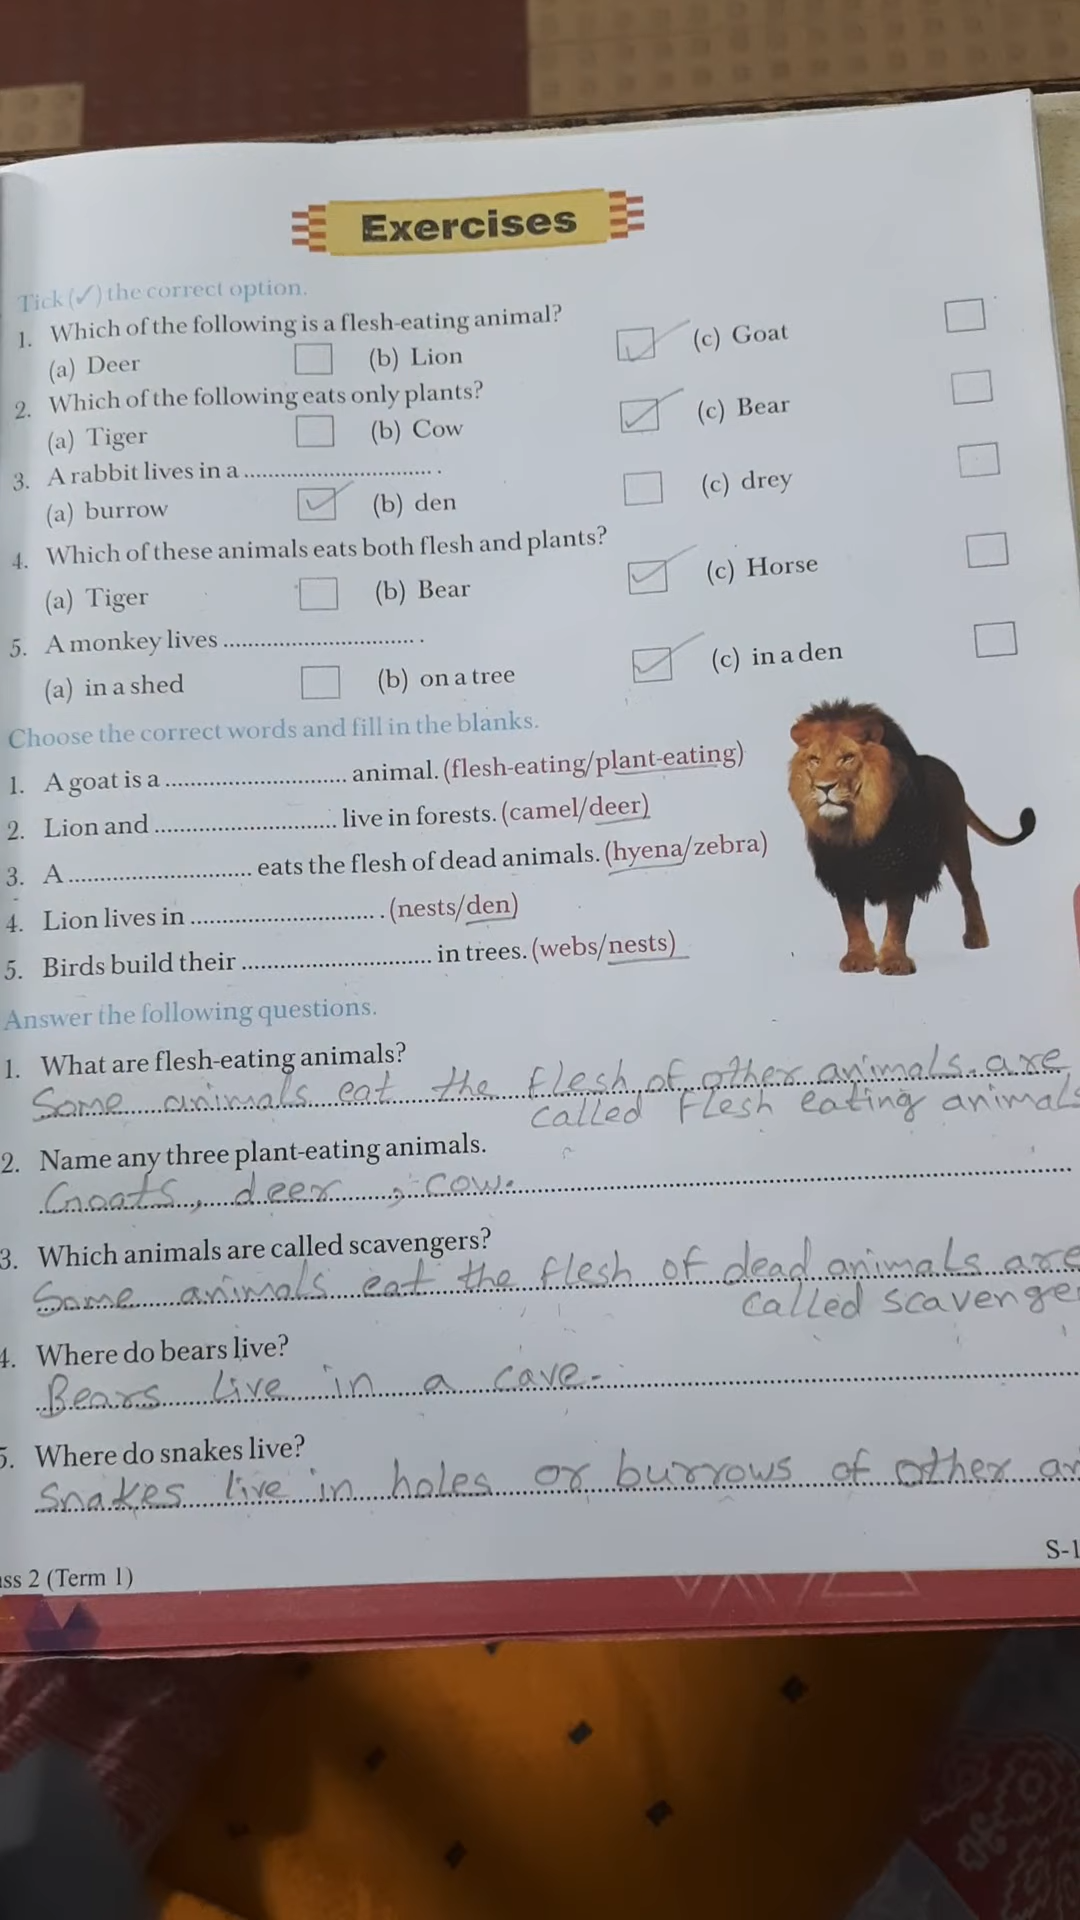 Exercises
Tick (✓) the correct option.
1. Which of the following is a flesh-eating animal?
(a) Deer (b) Lion (c) Goat
2. Which of the following eats only plants?
(a) Tiger (b) Cow (c) Bear
3. A rabbit lives in a ................................ .
(a) burrow (b) den (c) drey
4. Which of these animals eats both flesh and plants?
(a) Tiger (b) Bear (c) Horse
5. A monkey lives ................................ .
(a) in a shed (b) on a tree (c) in a den
Choose the correct words and fill in the blanks.
1. A goat is a ............................... animal. (flesh-eating/plant-eating)
2. Lion and ............................... live in forests. (camel/deer)
3. A ............................... eats the flesh of dead animals. (hyena/zebra)
4. Lion lives in ................................ . (nests/den)
5. Birds build their ................................ in trees. (webs/nests)
Answer the following questions.
1. What are flesh-eating animals?
Some animals eat the flesh of other animals. are
called Flesh eating animals
2. Name any three plant-eating animals.
Goats, deer, cow.
3. Which animals are called scavengers?
Some animals eat the flesh of dead animals are
called scavenge
4. Where do bears live?
Bears live in a cave.
5. Where do snakes live?
Snakes live in holes or burrows of other an
S-1
ass 2 (Term 1)